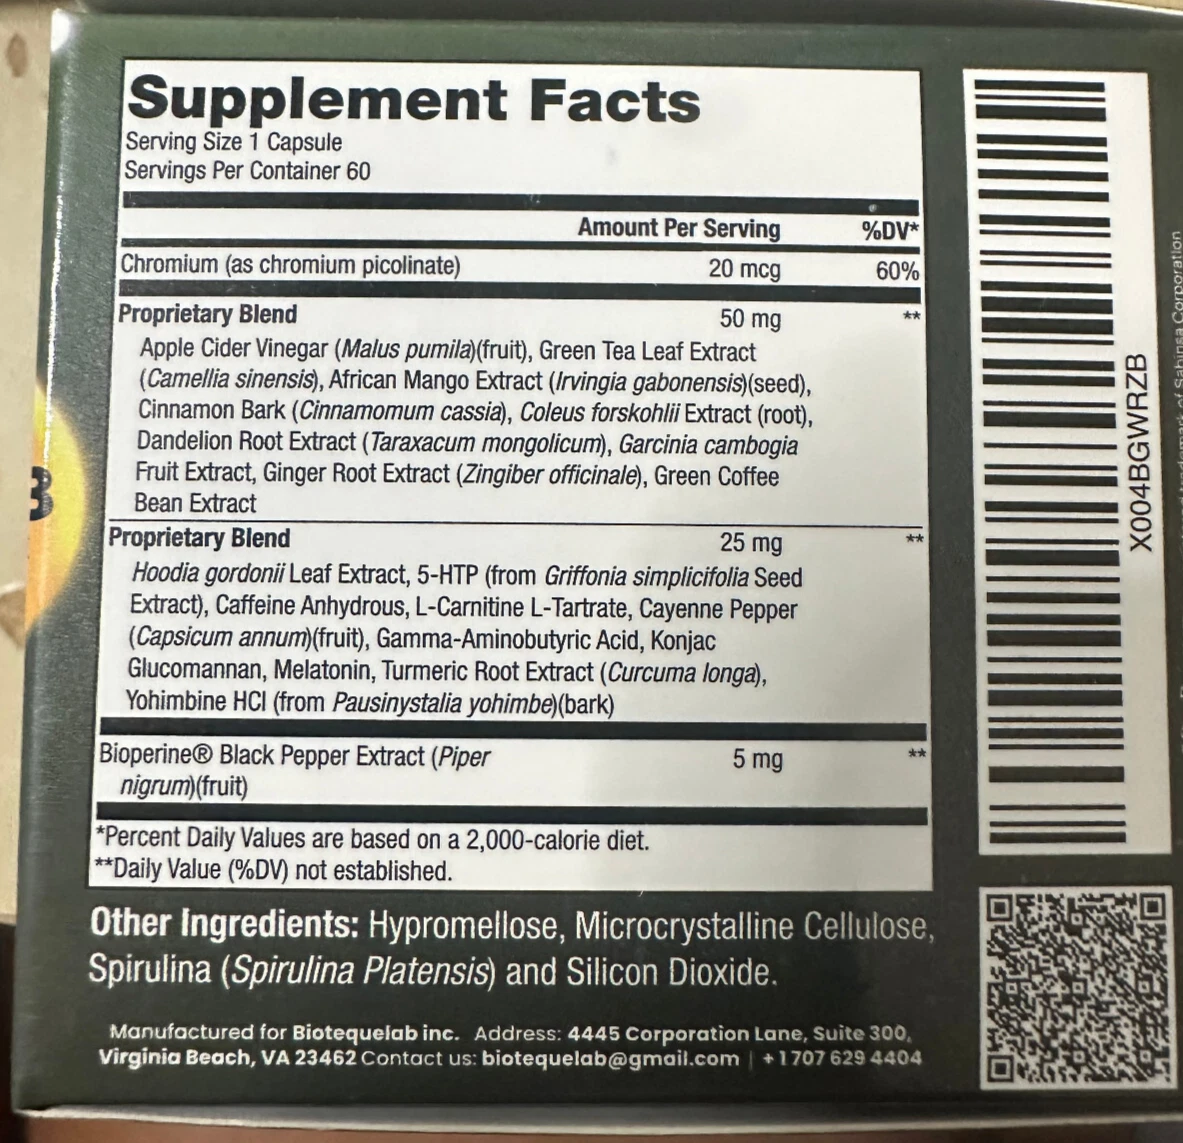 Supplement Facts
Serving Size 1 Capsule
Servings Per Container 60
Amount Per Serving %DV*
Chromium (as chromium picolinate) 20 mcg 60%
Proprietary Blend 50 mg **
Apple Cider Vinegar (Malus pumila)(fruit), Green Tea Leaf Extract
(Camellia sinensis), African Mango Extract (Irvingia gabonensis)(seed),
Cinnamon Bark (Cinnamomum cassia), Coleus forskohlii Extract (root),
Dandelion Root Extract (Taraxacum mongolicum), Garcinia cambogia
Fruit Extract, Ginger Root Extract (Zingiber officinale), Green Coffee
Bean Extract
Proprietary Blend 25 mg **
Hoodia gordonii Leaf Extract, 5-HTP (from Griffonia simplicifolia Seed
Extract), Caffeine Anhydrous, L-Carnitine L-Tartrate, Cayenne Pepper
(Capsicum annum)(fruit), Gamma-Aminobutyric Acid, Konjac
Glucomannan, Melatonin, Turmeric Root Extract (Curcuma longa),
Yohimbine HCl (from Pausinystalia yohimbe)(bark)
Bioperine® Black Pepper Extract (Piper 5 mg **
nigrum)(fruit)
*Percent Daily Values are based on a 2,000-calorie diet.
**Daily Value (%DV) not established.
Other Ingredients: Hypromellose, Microcrystalline Cellulose,
Spirulina (Spirulina Platensis) and Silicon Dioxide.
Manufactured for Biotequelab inc. Address: 4445 Corporation Lane, Suite 300,
Virginia Beach, VA 23462 Contact us: biotequelab@gmail.com | +1 707 629 4404
X004BGWRZB
3
of Sabinsa Corporation